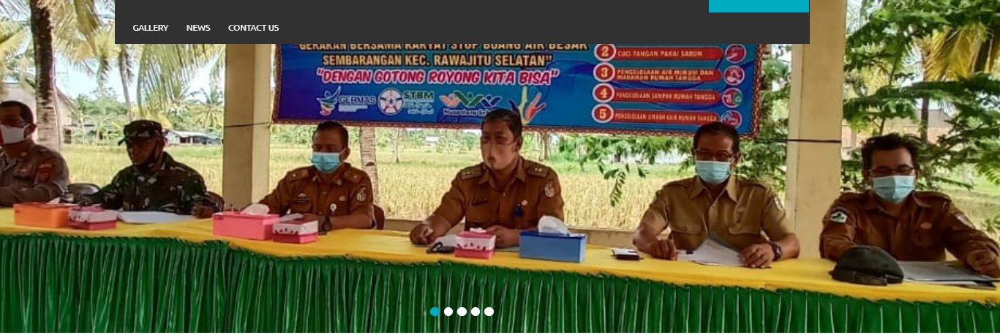 GALLERY NEWS CONTACT US
"GERAKAN BERSAMA RAKYAT STOP BUANG AIR BESAR
SEMBARANGAN KEC. RAWAJITU SELATAN"
"DENGAN GOTONG ROYONG KITA BISA"
GERMAS
STBM
2 CUCI TANGAN PAKAI SABUN
3 PENGELOLAAN AIR MINUM DAN
MAKANAN RUMAH TANGGA
4 PENGELOLAAN SAMPAH RUMAH TANGGA
5 PENGELOLAAN LIMBAH CAIR RUMAH TANGGA